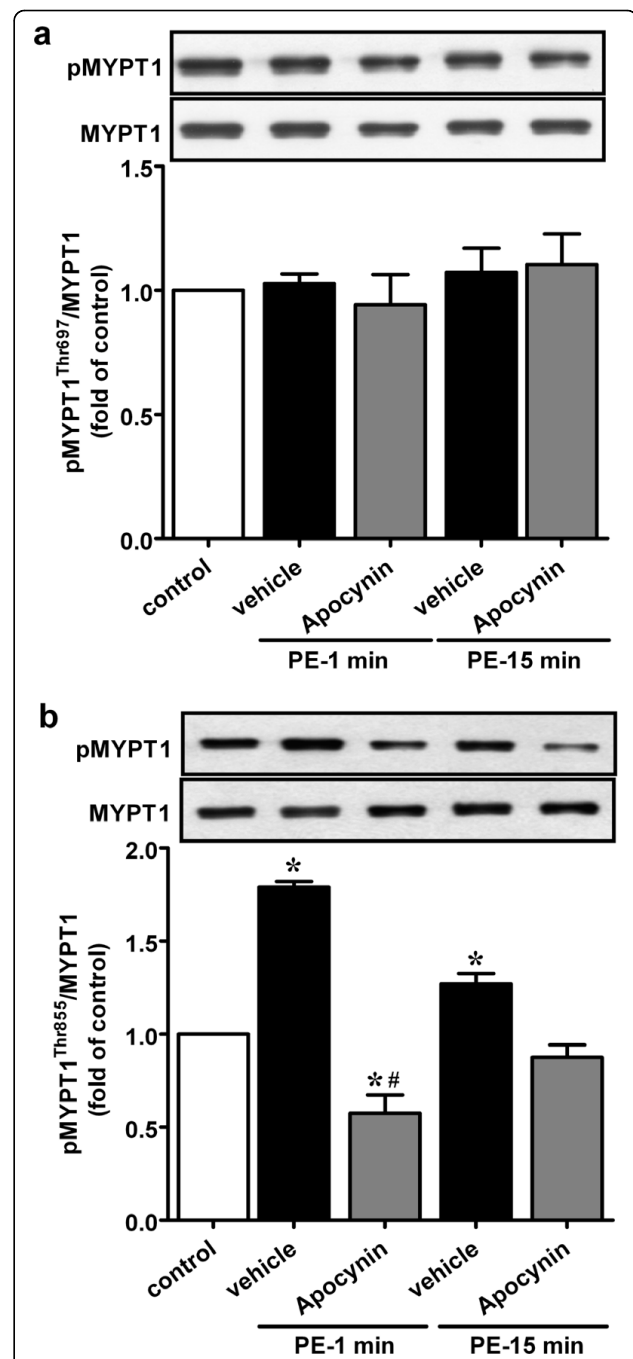 a
pMYPT1
MYPT1
1.5
1.0
0.5
0.0
pMYPT1Thr697/MYPT1
(fold of control)
control
vehicle
Apocynin
vehicle
Apocynin
PE-1 min
PE-15 min
b
pMYPT1
MYPT1
2.0
1.5
1.0
0.5
0.0
pMYPT1Thr855/MYPT1
(fold of control)
*
* #
*
control
vehicle
Apocynin
vehicle
Apocynin
PE-1 min
PE-15 min